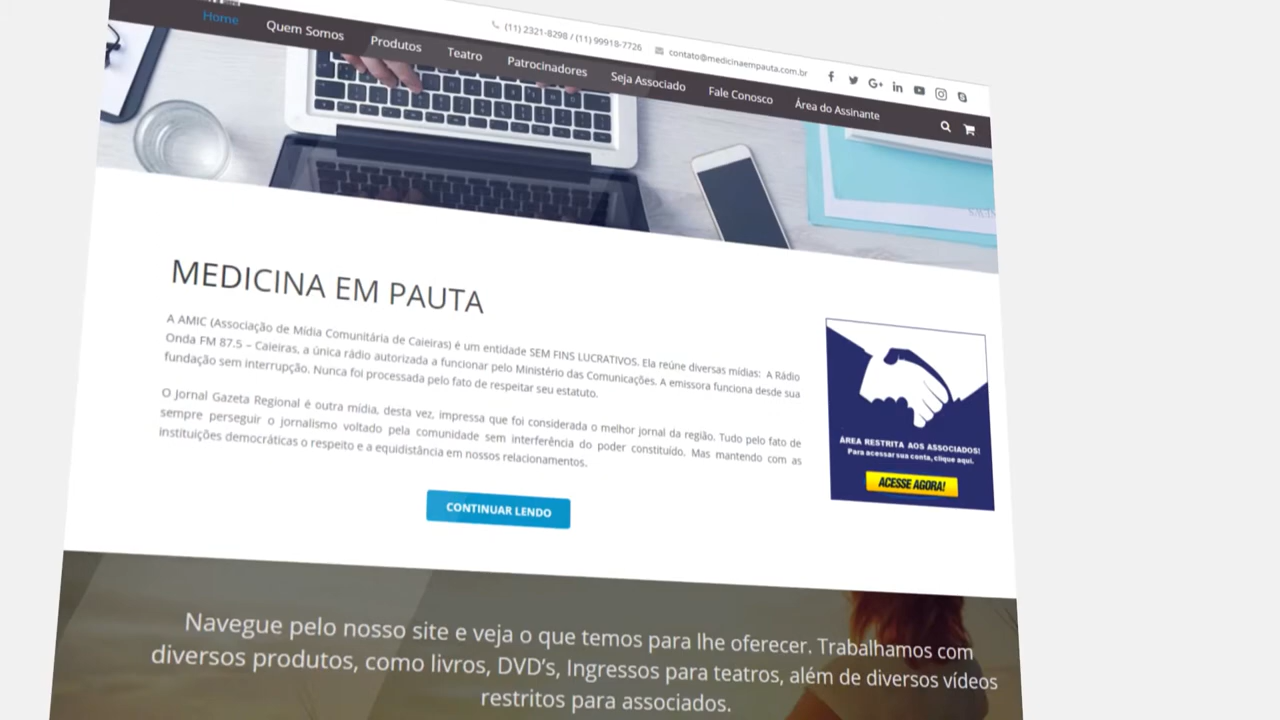 (11) 2321-8298 / (11) 99918-7726 contato@medicinaempauta.com.br
Home Quem Somos Produtos Teatro Patrocinadores Seja Associado Fale Conosco Área do Assinante
MEDICINA EM PAUTA
A AMIC (Associação de Mídia Comunitária de Caieiras) é um entidade SEM FINS LUCRATIVOS. Ela reúne diversas mídias: A Rádio
Onda FM 87.5 – Caieiras, a única rádio autorizada a funcionar pelo Ministério das Comunicações. A emissora funciona desde sua
fundação sem interrupção. Nunca foi processada pelo fato de respeitar seu estatuto.
O Jornal Gazeta Regional é outra mídia, desta vez, impressa que foi considerada o melhor jornal da região. Tudo pelo fato de
sempre perseguir o jornalismo voltado pela comunidade sem interferência do poder constituído. Mas mantendo com as
instituições democráticas o respeito e a equidistância em nossos relacionamentos.
CONTINUAR LENDO
ÁREA RESTRITA AOS ASSOCIADOS!
Para acessar sua conta, clique aqui.
ACESSE AGORA!
Navegue pelo nosso site e veja o que temos para lhe oferecer. Trabalhamos com
diversos produtos, como livros, DVD’s, Ingressos para teatros, além de diversos vídeos
restritos para associados.